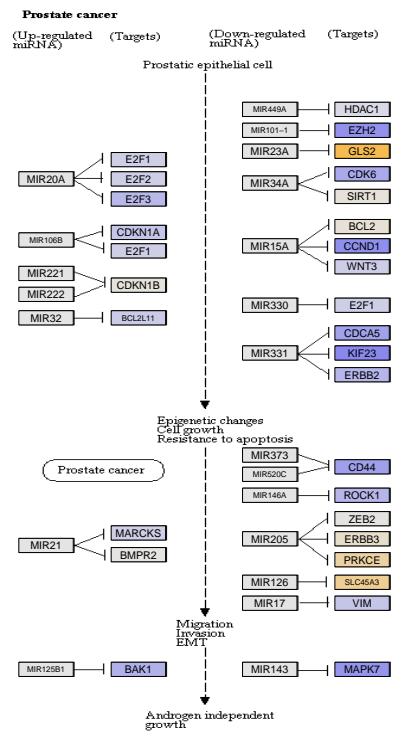 Prostate cancer
(Up-regulated miRNA)
(Targets)
(Down-regulated miRNA)
(Targets)
Prostatic epithelial cell
MIR449A
HDAC1
MIR101-1
EZH2
MIR23A
GLS2
MIR34A
CDK6
SIRT1
MIR20A
E2F1
E2F2
E2F3
MIR106B
CDKN1A
E2F1
MIR221
MIR222
CDKN1B
MIR32
BCL2L11
MIR15A
BCL2
CCND1
WNT3
MIR330
E2F1
MIR331
CDCA5
KIF23
ERBB2
Epigenetic changes
Cell growth
Resistance to apoptosis
Prostate cancer
MIR373
MIR520C
CD44
MIR146A
ROCK1
MIR21
MARCKS
BMPR2
MIR205
ZEB2
ERBB3
PRKCE
MIR126
SLC45A3
MIR17
VIM
Migration
Invasion
EMT
MIR125B1
BAK1
MIR143
MAPK7
Androgen independent
growth